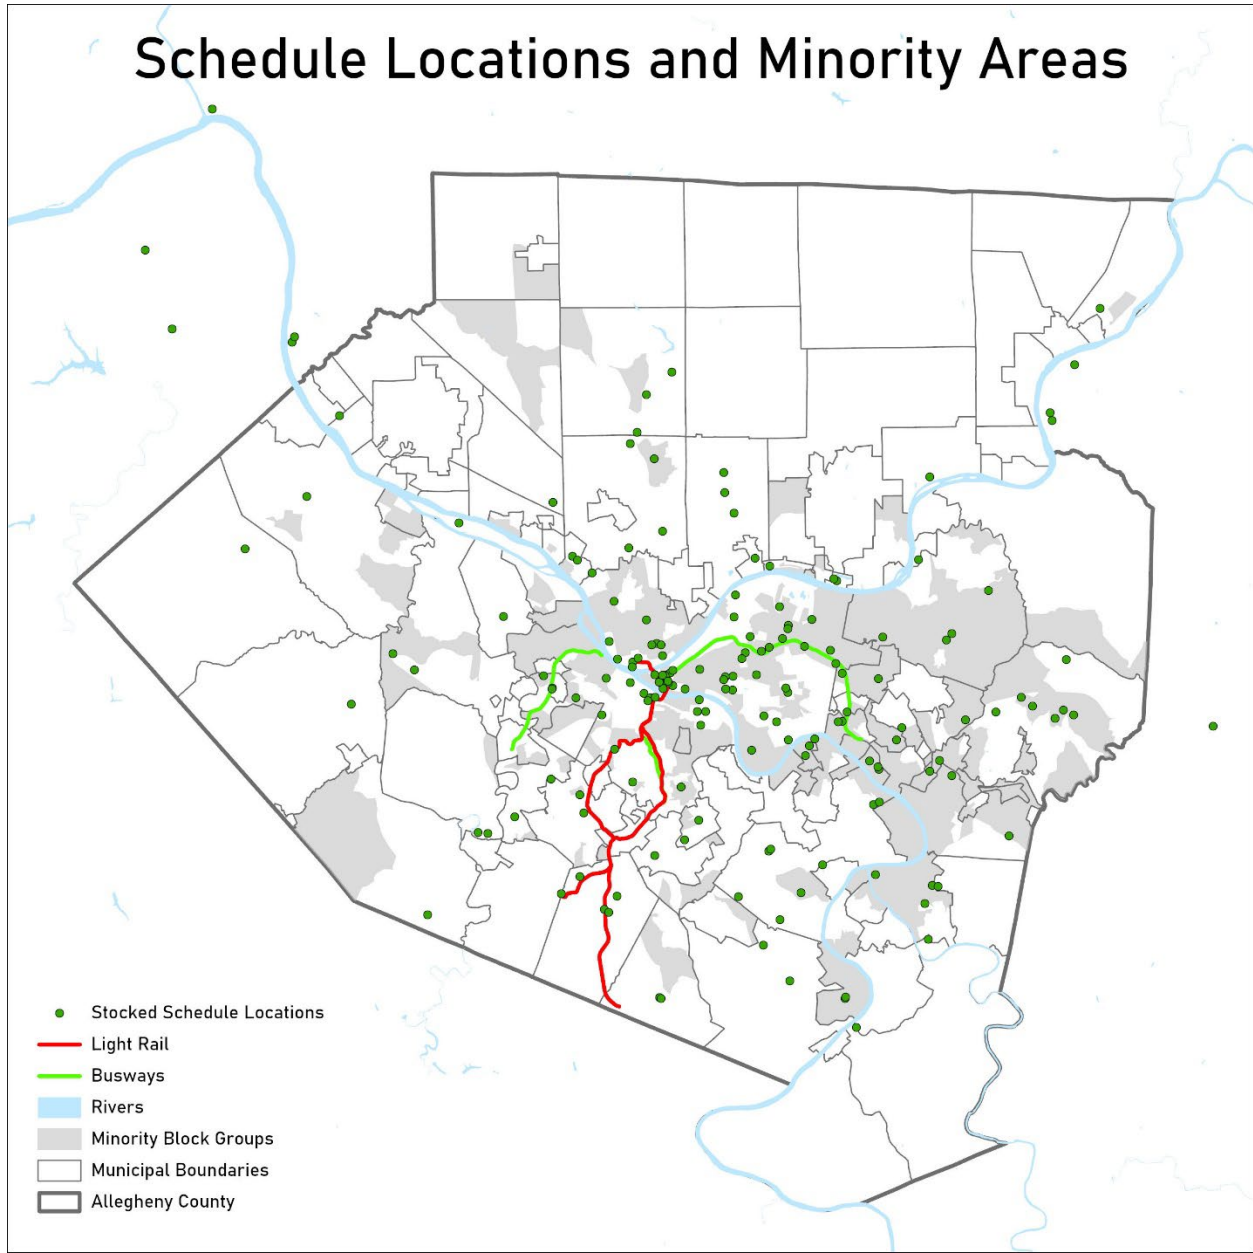 Schedule Locations and Minority Areas
Stocked Schedule Locations
Light Rail
Busways
Rivers
Minority Block Groups
Municipal Boundaries
Allegheny County